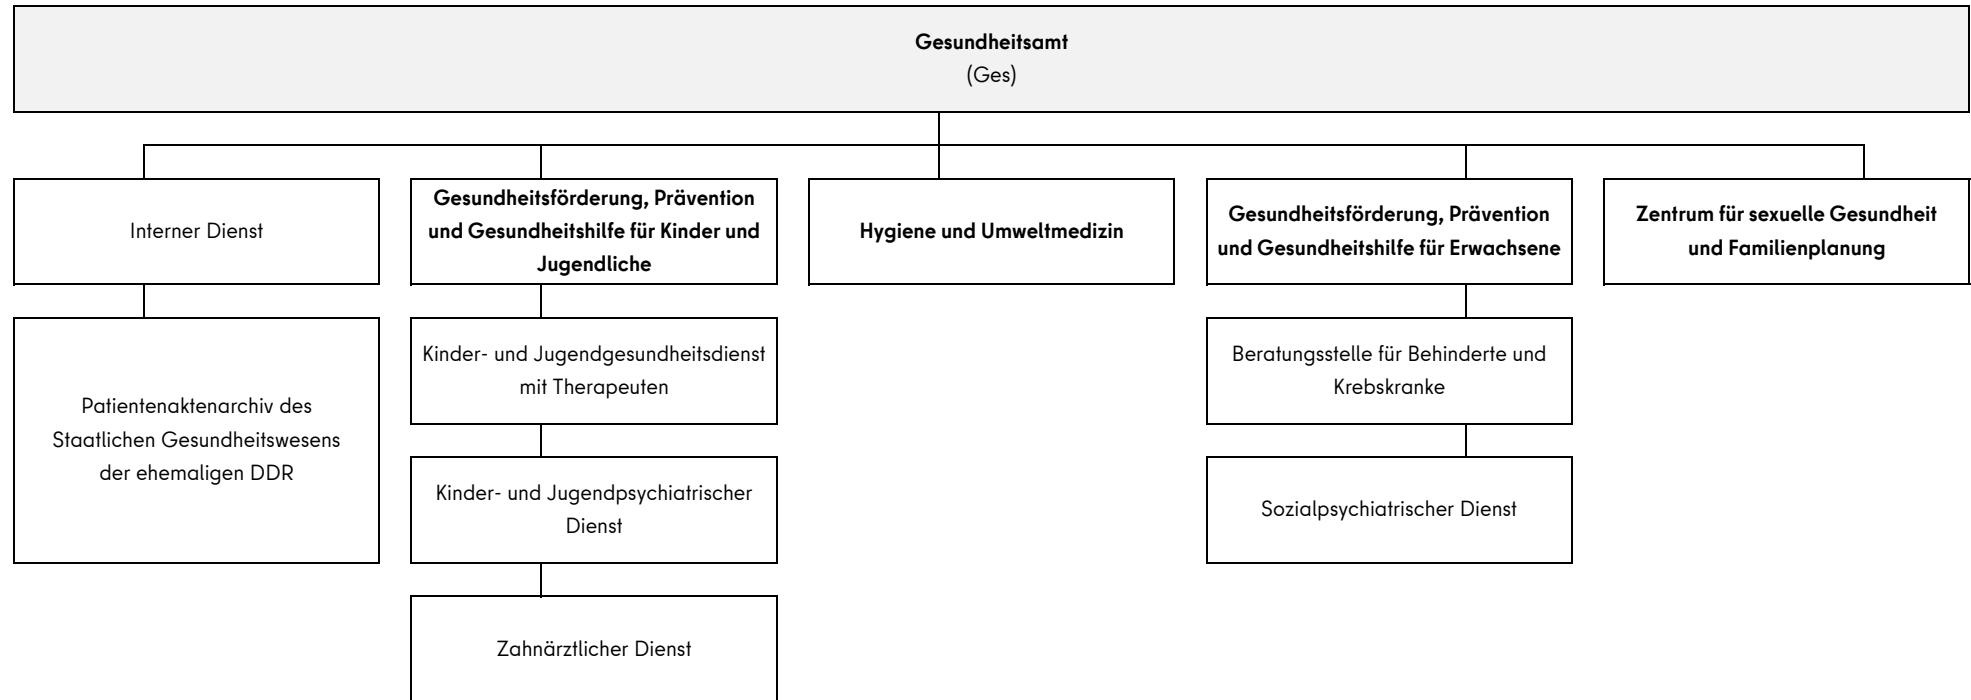 Gesundheitsamt
(Ges)
Interner Dienst
Gesundheitsförderung, Prävention
und Gesundheitshilfe für Kinder und
Jugendliche
Hygiene und Umweltmedizin
Gesundheitsförderung, Prävention
und Gesundheitshilfe für Erwachsene
Zentrum für sexuelle Gesundheit
und Familienplanung
Patientenaktenarchiv des
Staatlichen Gesundheitswesens
der ehemaligen DDR
Kinder- und Jugendgesundheitsdienst
mit Therapeuten
Beratungsstelle für Behinderte und
Krebskranke
Kinder- und Jugendpsychiatrischer
Dienst
Sozialpsychiatrischer Dienst
Zahnärztlicher Dienst